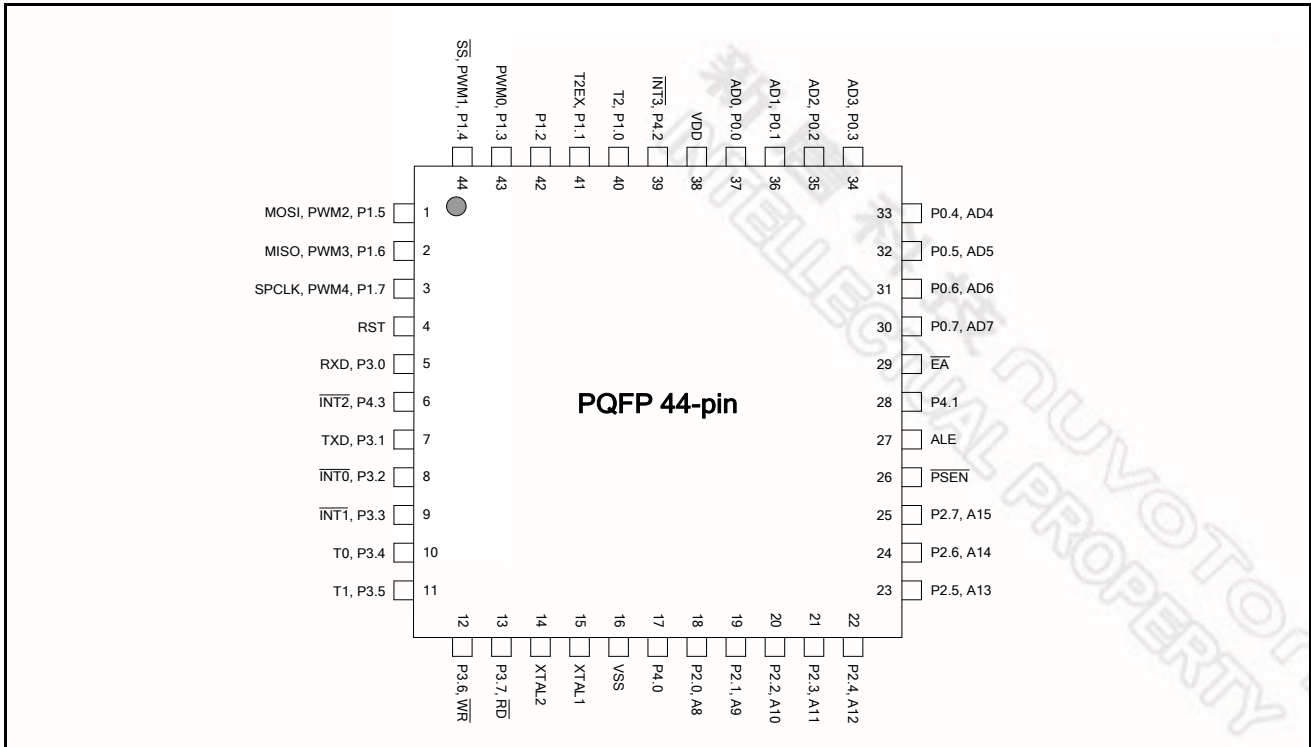 SS, PWM1, P1.4
PWM0, P1.3
P1.2
T2EX, P1.1
T2, P1.0
INT3, P4.2
VDD
AD0, P0.0
AD1, P0.1
AD2, P0.2
AD3, P0.3
44
43
42
41
40
39
38
37
36
35
34
MOSI, PWM2, P1.5
1
33
P0.4, AD4
MISO, PWM3, P1.6
2
32
P0.5, AD5
SPCLK, PWM4, P1.7
3
31
P0.6, AD6
RST
4
30
P0.7, AD7
RXD, P3.0
5
29
EA
INT2, P4.3
6
PQFP 44-pin
28
P4.1
TXD, P3.1
7
27
ALE
INT0, P3.2
8
26
PSEN
INT1, P3.3
9
25
P2.7, A15
T0, P3.4
10
24
P2.6, A14
T1, P3.5
11
23
P2.5, A13
12
13
14
15
16
17
18
19
20
21
22
P3.6, WR
P3.7, RD
XTAL2
XTAL1
VSS
P4.0
P2.0, A8
P2.1, A9
P2.2, A10
P2.3, A11
P2.4, A12
新唐科技 nuvoTon
INTELLECTUAL PROPERTY